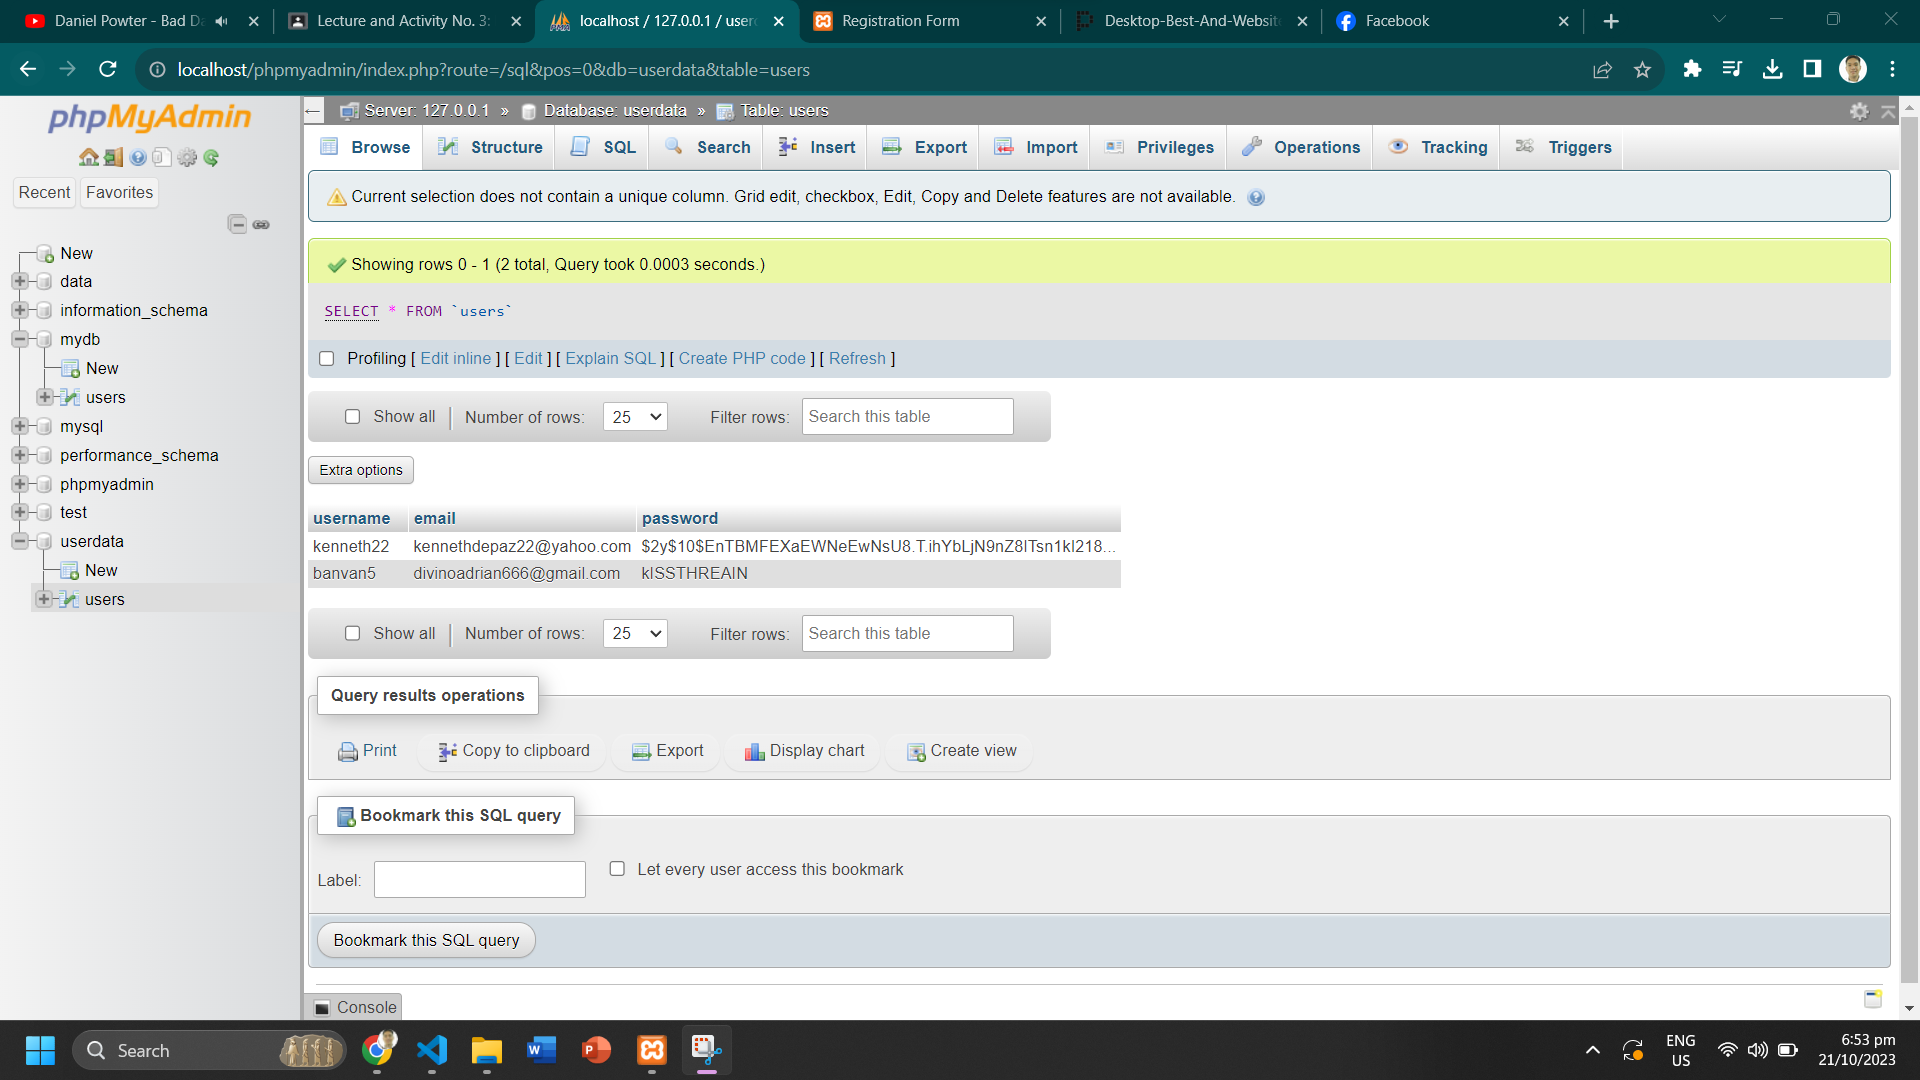 Daniel Powter - Bad Da
Lecture and Activity No. 3:
localhost / 127.0.0.1 / user
Registration Form
Desktop-Best-And-Website
Facebook
localhost/phpmyadmin/index.php?route=/sql&pos=0&db=userdata&table=users
phpMyAdmin
Recent
Favorites
New
data
information_schema
mydb
New
users
mysql
performance_schema
phpmyadmin
test
userdata
New
users
Server: 127.0.0.1 » Database: userdata » Table: users
Browse Structure SQL Search Insert Export Import Privileges Operations Tracking Triggers
Current selection does not contain a unique column. Grid edit, checkbox, Edit, Copy and Delete features are not available.
Showing rows 0 - 1 (2 total, Query took 0.0003 seconds.)
SELECT * FROM `users`
Profiling [ Edit inline ] [ Edit ] [ Explain SQL ] [ Create PHP code ] [ Refresh ]
Show all | Number of rows: 25 Filter rows: Search this table
Extra options
username email password
kenneth22 kennethdepaz22@yahoo.com $2y$10$EnTBMFEXaEWNeEwNsU8.T.ihYbLjN9nZ8lTsn1kl218...
banvan5 divinoadrian666@gmail.com kISSTHREAIN
Show all | Number of rows: 25 Filter rows: Search this table
Query results operations
Print Copy to clipboard Export Display chart Create view
Bookmark this SQL query
Label: Let every user access this bookmark
Bookmark this SQL query
Console
Search
ENG
US
6:53 pm
21/10/2023